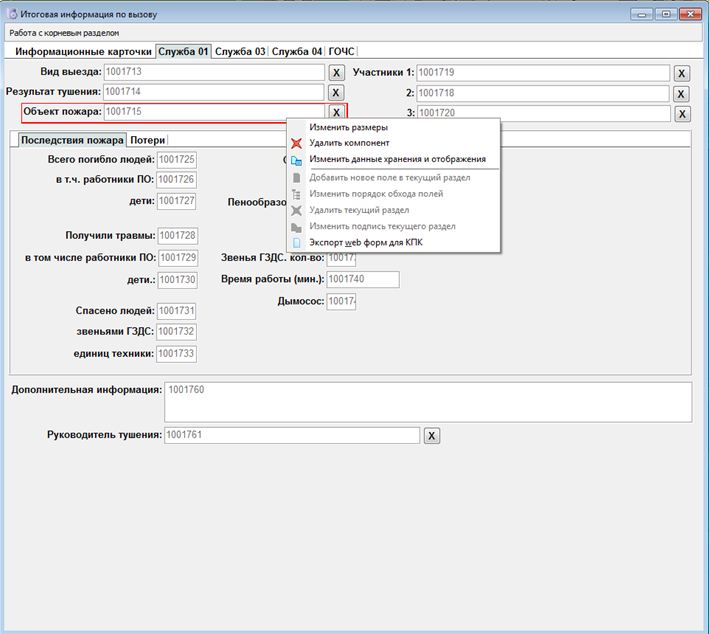 Итоговая информация по вызову
Работа с корневым разделом
Информационные карточки Служба 01 Служба 03 Служба 04 ГОЧС
Вид выезда: 1001713 X Участники 1: 1001719 X
Результат тушения: 1001714 X 2: 1001718 X
Объект пожара: 1001715 X 3: 1001720 X
Изменить размеры
Удалить компонент
Изменить данные хранения и отображения
Добавить новое поле в текущий раздел
Изменить порядок обхода полей
Удалить текущий раздел
Изменить подпись текущего раздела
Экспорт web форм для КПК
Последствия пожара Потери
Всего погибло людей: 1001725
в т.ч. работники ПО: 1001726
дети: 1001727 Пенообразо
Получили травмы: 1001728
в том числе работники ПО: 1001729 Звенья ГЗДС. кол-во: 10017
дети.: 1001730 Время работы (мин.): 1001740
Дымосос: 10017
Спасено людей: 1001731
звеньями ГЗДС: 1001732
единиц техники: 1001733
Дополнительная информация: 1001760
Руководитель тушения: 1001761 X